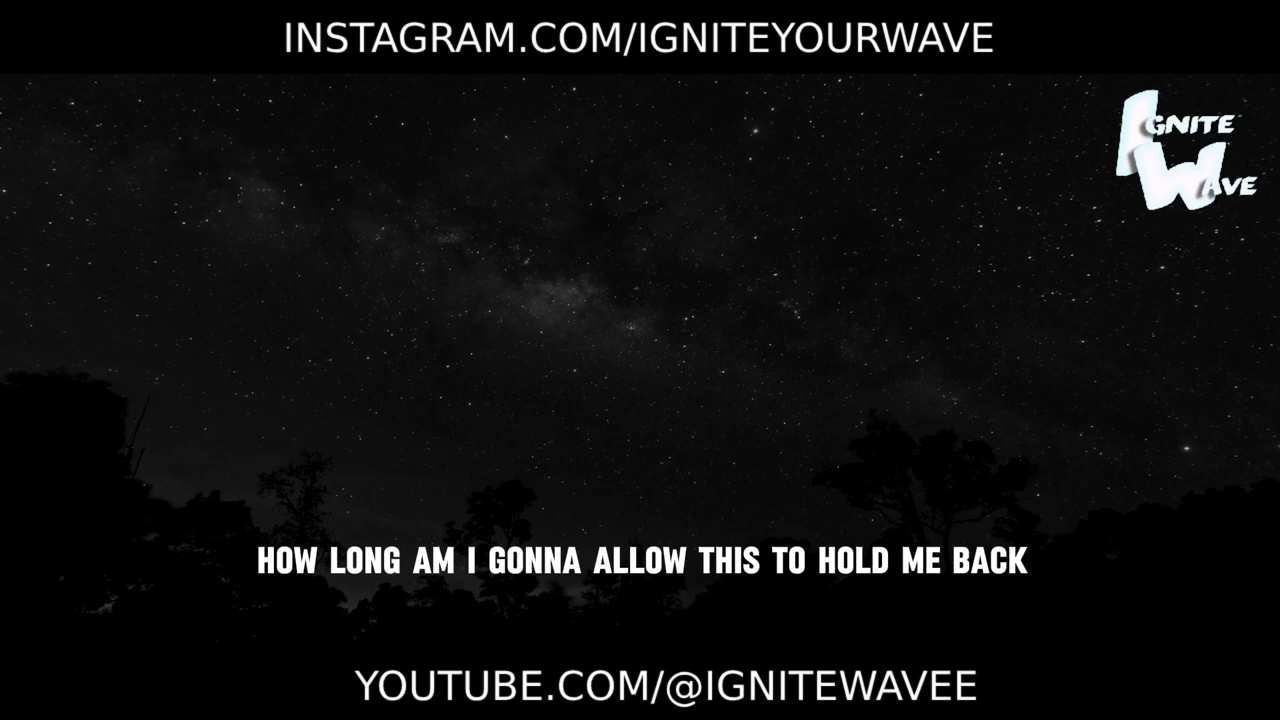 INSTAGRAM.COM/IGNITEYOURWAVE
IGNITE
WAVE
HOW LONG AM I GONNA ALLOW THIS TO HOLD ME BACK
YOUTUBE.COM/@IGNITEWAVEE